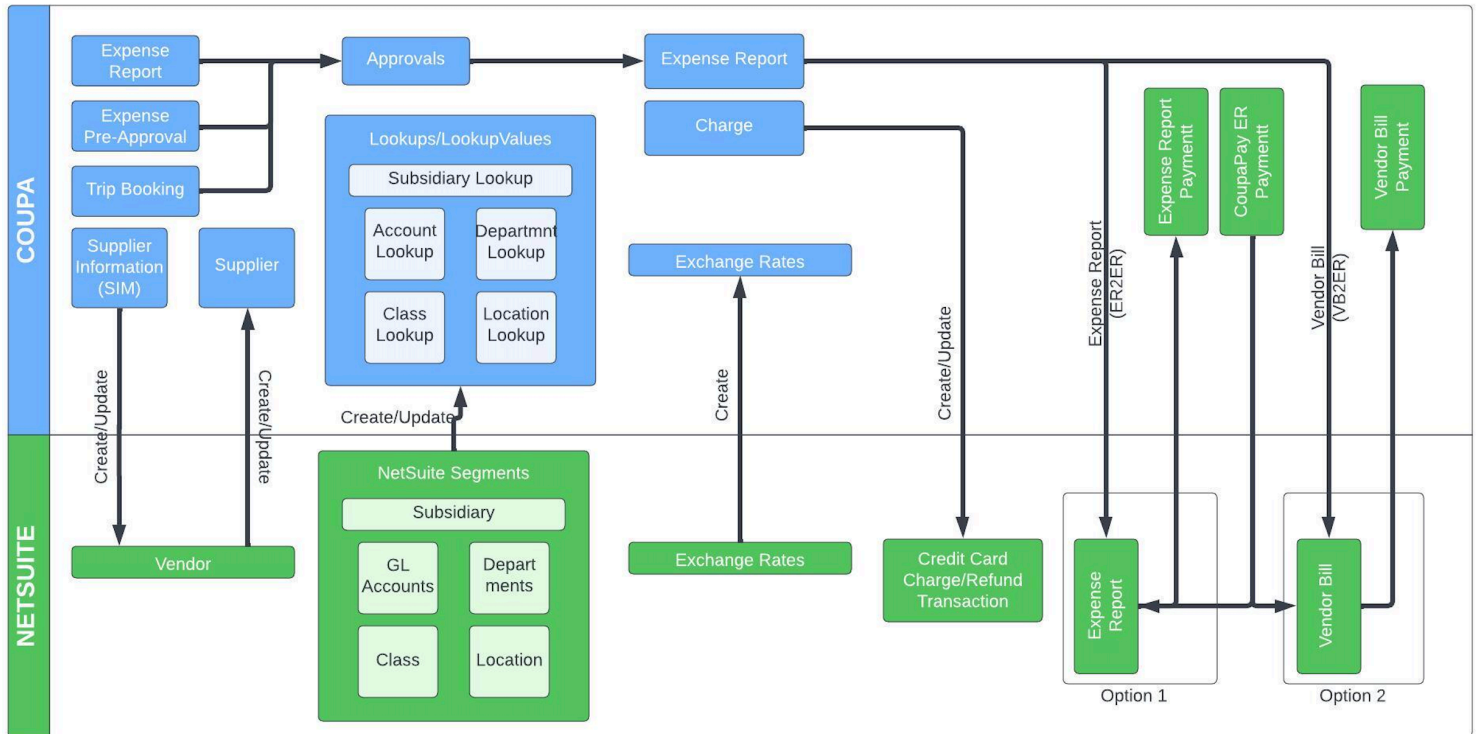 COUPA
Expense
Report
Expense
Pre-Approval
Trip Booking
Approvals
Expense Report
Charge
Lookups/LookupValues
Subsidiary Lookup
Account
Lookup
Departmnt
Lookup
Class
Lookup
Location
Lookup
Supplier
Information
(SIM)
Supplier
Exchange Rates
Expense Report
Paymentt
CoupaPay ER
Paymentt
Vendor Bill
Payment
Expense Report
(ER2ER)
Vendor Bill
(VB2ER)
Create/Update
Create/Update
Create/Update
Create
Create/Update
NETSUITE
Vendor
NetSuite Segments
Subsidiary
GL
Accounts
Depart
ments
Class
Location
Exchange Rates
Credit Card
Charge/Refund
Transaction
Expense
Report
Option 1
Vendor Bill
Option 2